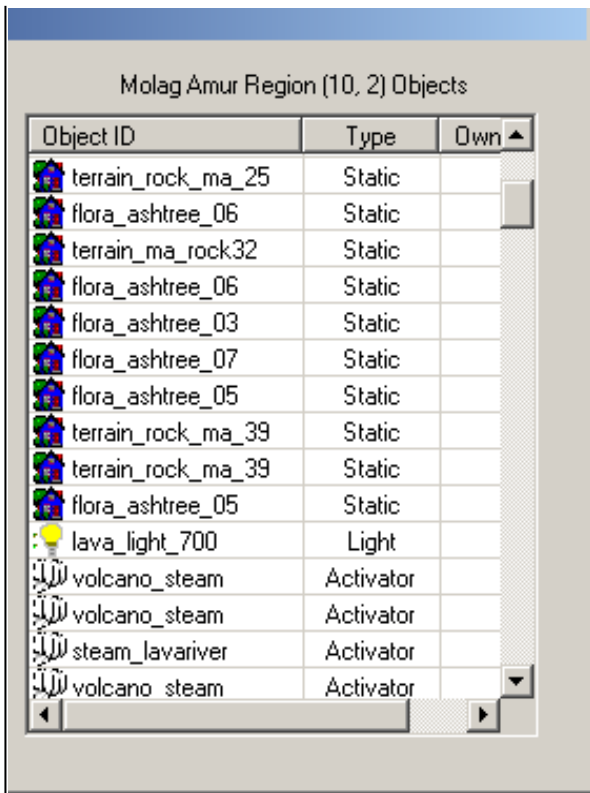 Molag Amur Region (10, 2) Objects
Object ID Type Own
terrain_rock_ma_25 Static
flora_ashtree_06 Static
terrain_ma_rock32 Static
flora_ashtree_06 Static
flora_ashtree_03 Static
flora_ashtree_07 Static
flora_ashtree_05 Static
terrain_rock_ma_39 Static
terrain_rock_ma_39 Static
flora_ashtree_05 Static
lava_light_700 Light
volcano_steam Activator
volcano_steam Activator
steam_lavariver Activator
volcano_steam Activator